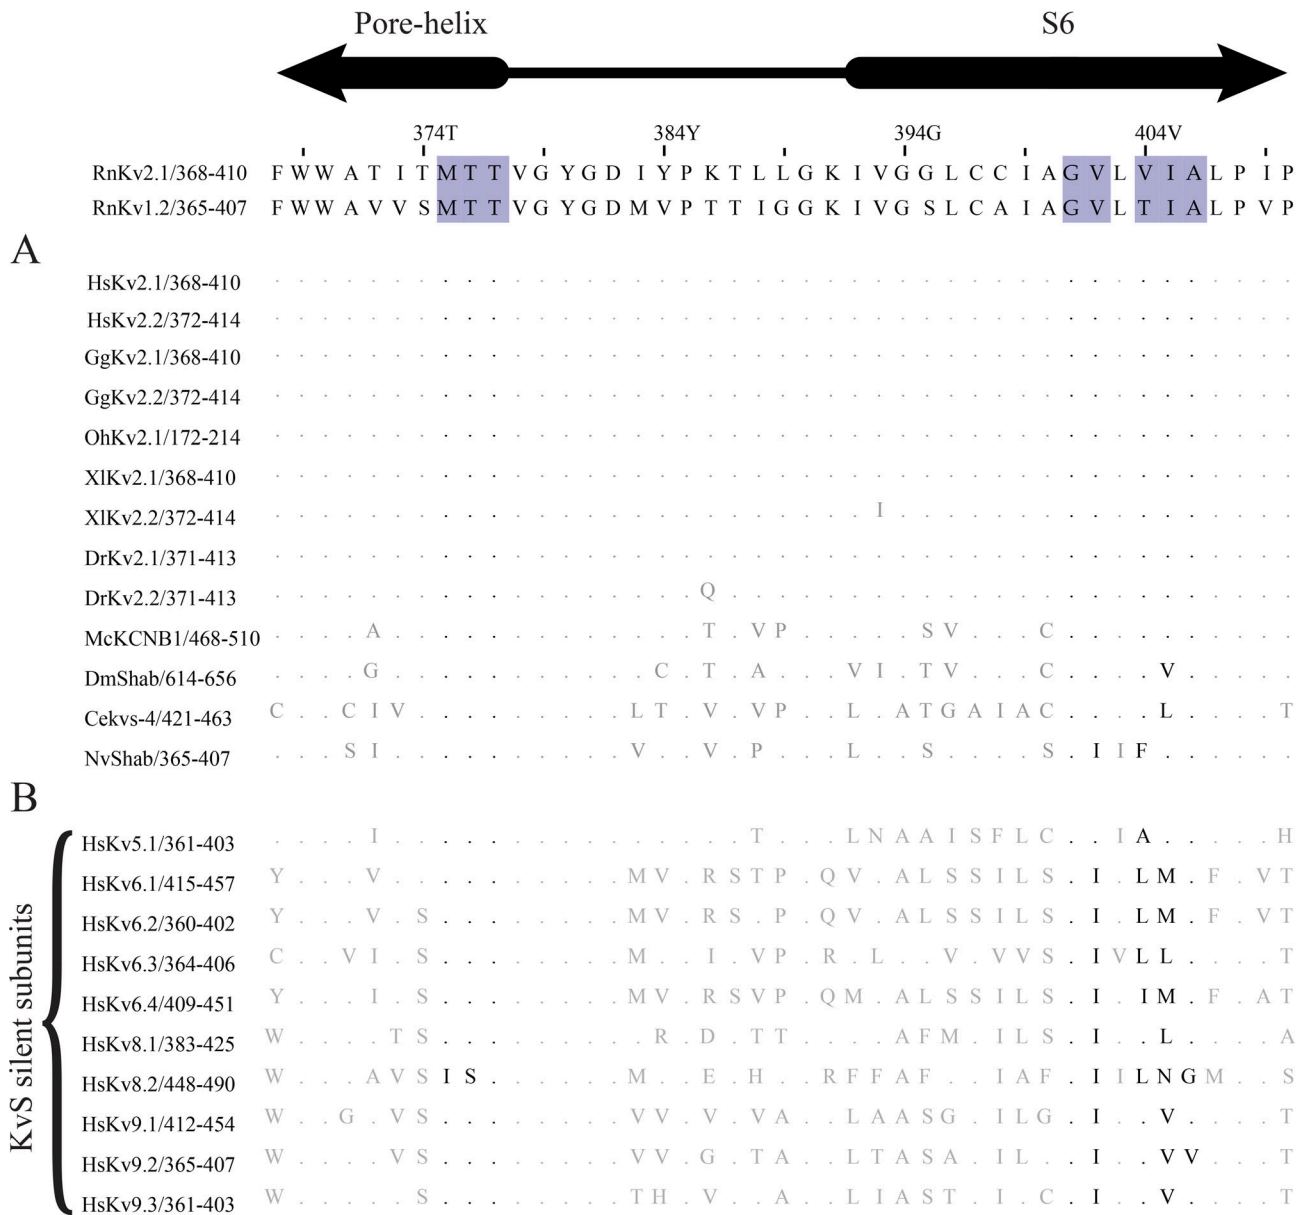 Pore-helix S6
374T 384Y 394G 404V
RnKv2.1/368-410 F W W A T I T M T T V G Y G D I Y P K T L L G K I V G G L C C I A G V L V I A L P I P
RnKv1.2/365-407 F W W A V V S M T T V G Y G D M V P T T I G G K I V G S L C A I A G V L T I A L P V P
A
HsKv2.1/368-410 . . . . . . . . . . . . . . . . . . . . . . . . . . . . . . . . . . . . . . . . . . .
HsKv2.2/372-414 . . . . . . . . . . . . . . . . . . . . . . . . . . . . . . . . . . . . . . . . . . .
GgKv2.1/368-410 . . . . . . . . . . . . . . . . . . . . . . . . . . . . . . . . . . . . . . . . . . .
GgKv2.2/372-414 . . . . . . . . . . . . . . . . . . . . . . . . . . . . . . . . . . . . . . . . . . .
OhKv2.1/172-214 . . . . . . . . . . . . . . . . . . . . . . . . . . . . . . . . . . . . . . . . . . .
XlKv2.1/368-410 . . . . . . . . . . . . . . . . . . . . . . . . . . . . . . . . . . . . . . . . . . .
XlKv2.2/372-414 . . . . . . . . . . . . . . . . . . . . . . . . . I . . . . . . . . . . . . . . . . .
DrKv2.1/371-413 . . . . . . . . . . . . . . . . . . . . . . . . . . . . . . . . . . . . . . . . . . .
DrKv2.2/371-413 . . . . . . . . . . . . . . . . . . Q . . . . . . . . . . . . . . . . . . . . . . . .
McKCNB1/468-510 . . . . A . . . . . . . . . . . . . T . V P . . . . . S V . . . C . . . . . . . . . .
DmShab/614-656 . . . . G . . . . . . . . . . . C . T . A . . . V I . T V . . . C . . . . V . . . . .
Cekvs-4/421-463 C . . C I V . . . . . . . . . L T . V . V P . . L . A T G A I A C . . . . L . . . . T
NvShab/365-407 . . . S I . . . . . . . . . . V . . V . P . . . L . . S . . . . S . I I F . . . . . .
B
KvS silent subunits
HsKv5.1/361-403 . . . . I . . . . . . . . . . . . . . . T . . . L N A A I S F L C . . I A . . . . . H
HsKv6.1/415-457 Y . . . V . . . . . . . . . . M V . R S T P . Q V . A L S S I L S . I L M . F . V T
HsKv6.2/360-402 Y . . . V . S . . . . . . . . M V . R S . P . Q V . A L S S I L S . I L M . F . V T
HsKv6.3/364-406 C . . V I . S . . . . . . . . M . . I . V P . R . L . . V . V V S . I V L L . . . . T
HsKv6.4/409-451 Y . . . I . S . . . . . . . . M V . R S V P . Q M . A L S S I L S . I I M . F . A T
HsKv8.1/383-425 W . . . . T S . . . . . . . . . R . D . T T . . . . A F M . I L S . I . L . . . . A
HsKv8.2/448-490 W . . . A V S I S . . . . . . M . . E . H . . R F F A F . . I A F . I I L N G M . . S
HsKv9.1/412-454 W . . G . V S . . . . . . . . V V . V . V A . . L A A S G . I L G . I . V . . . . T
HsKv9.2/365-407 W . . . . V S . . . . . . . . V V . G . T A . . L T A S A . I L . . I . V V . . . T
HsKv9.3/361-403 W . . . . . S . . . . . . . . T H . V . . A . . L I A S T . I . C . I . V . . . . T